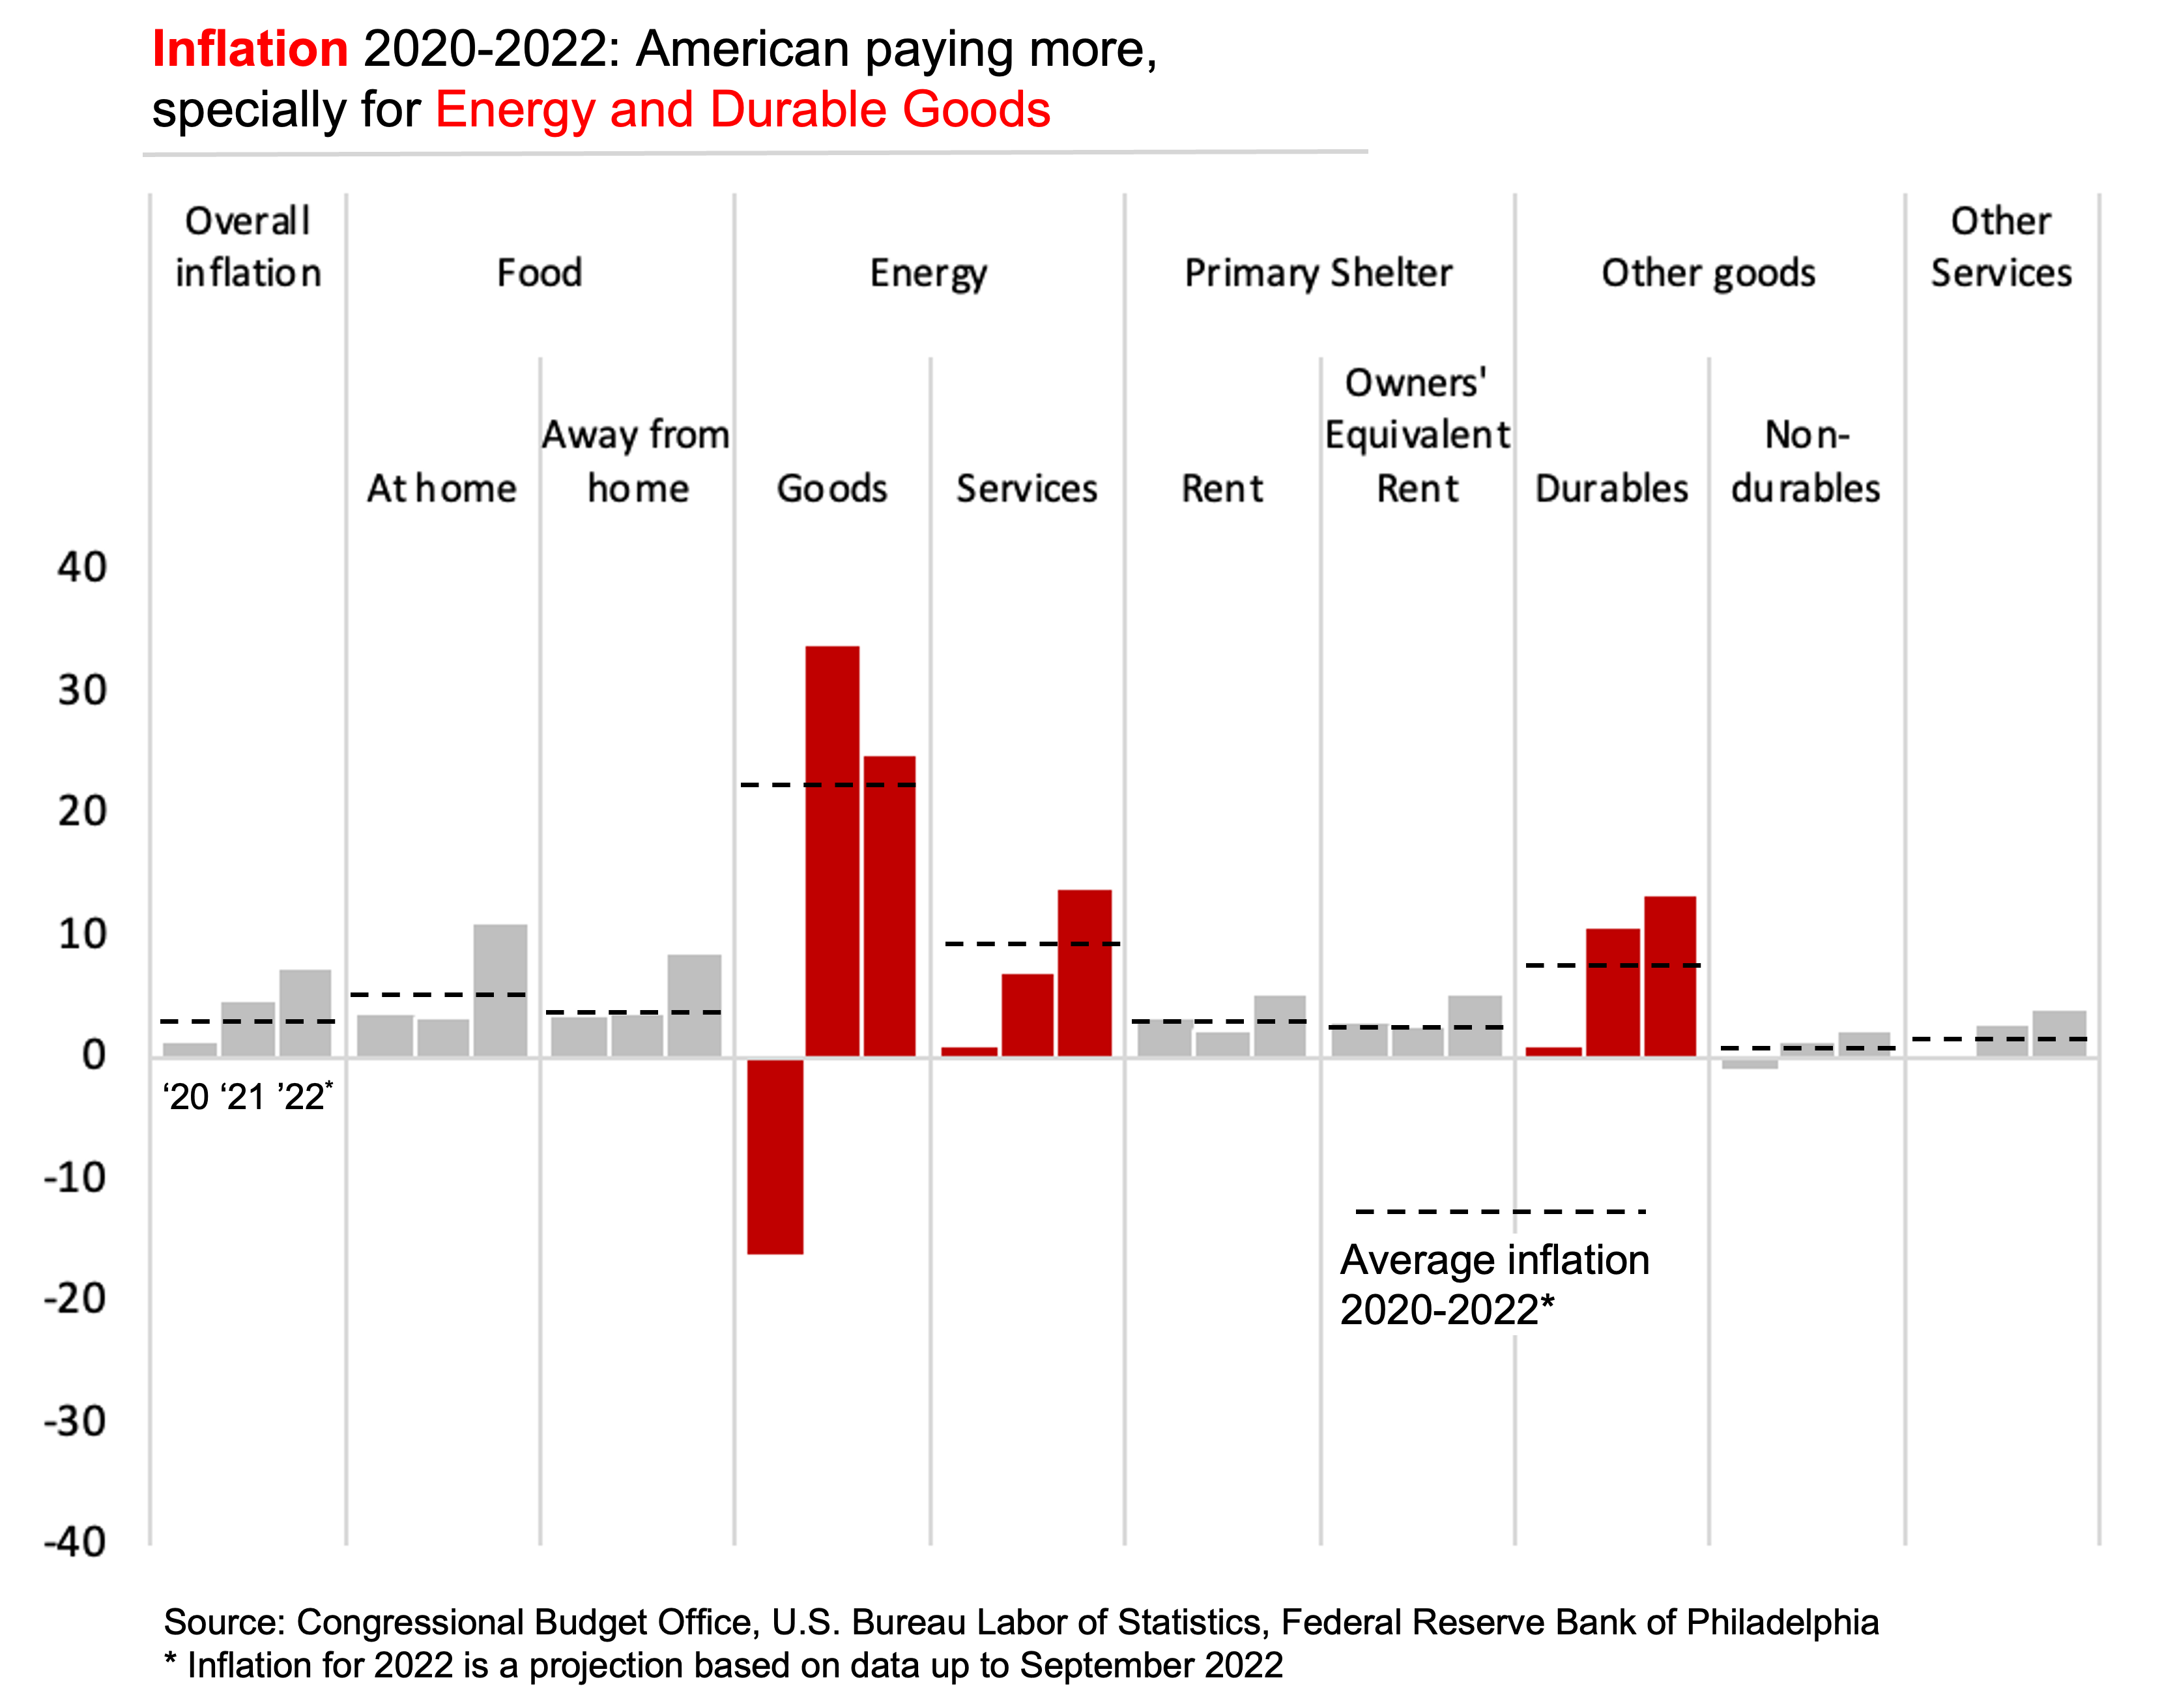 Inflation 2020-2022: American paying more,
specially for Energy and Durable Goods
Overall
inflation
Food
Energy
Primary Shelter
Other goods
Other
Services
At home
Away from
home
Goods
Services
Rent
Owners'
Equivalent
Rent
Durables
Non-
durables
40
30
20
10
0
-10
-20
-30
-40
‘20 ‘21 ’22*
Average inflation
2020-2022*
Source: Congressional Budget Office, U.S. Bureau Labor of Statistics, Federal Reserve Bank of Philadelphia
* Inflation for 2022 is a projection based on data up to September 2022